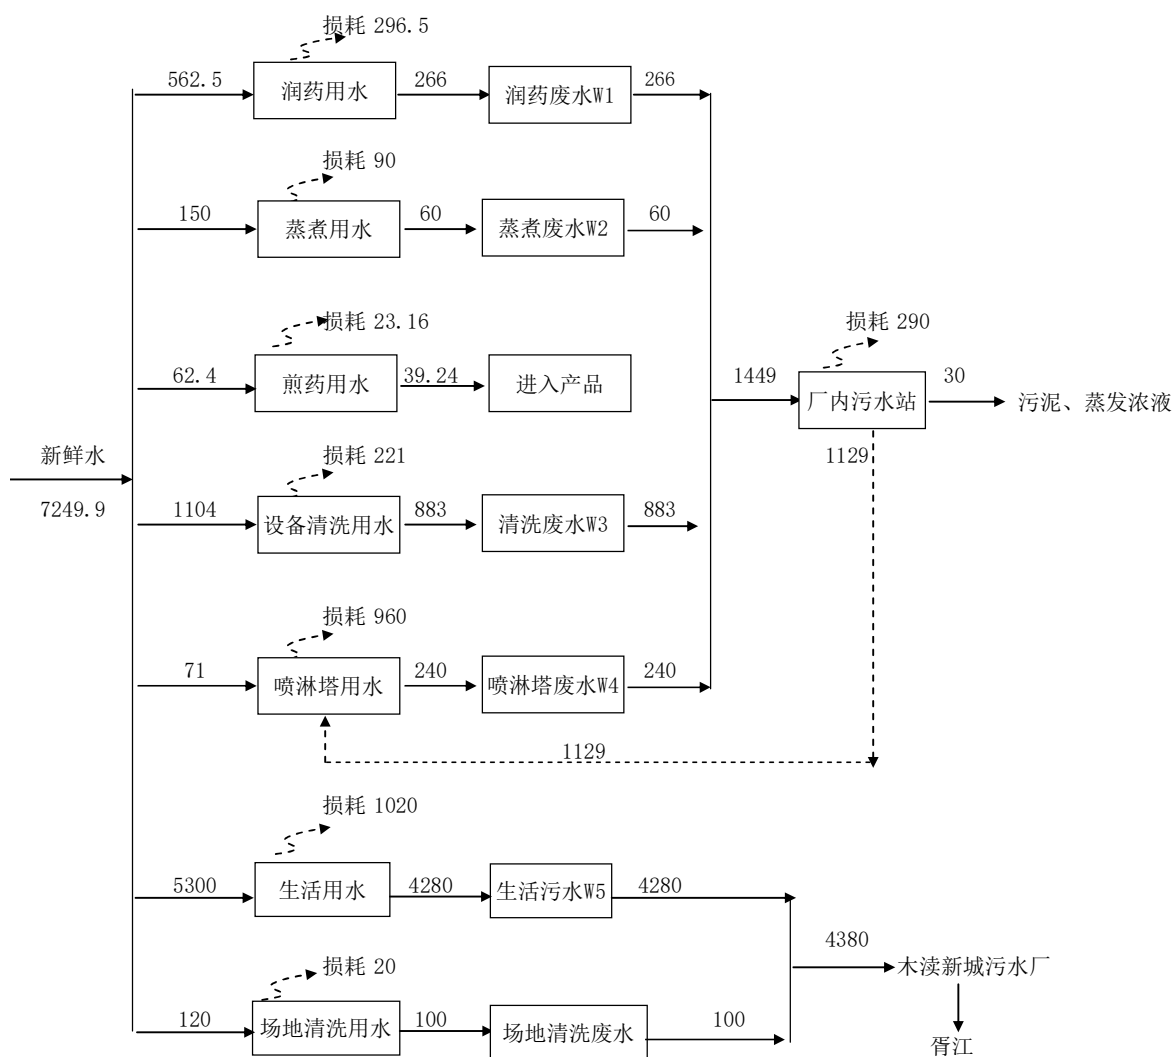 损耗 296.5
562.5
润药用水
266
润药废水W1
266
损耗 90
150
蒸煮用水
60
蒸煮废水W2
60
损耗 23.16
62.4
煎药用水
39.24
进入产品
损耗 290
1449
厂内污水站
30
污泥、蒸发浓液
1129
新鲜水
7249.9
损耗 221
1104
设备清洗用水
883
清洗废水W3
883
损耗 960
71
喷淋塔用水
240
喷淋塔废水W4
240
1129
损耗 1020
5300
生活用水
4280
生活污水W5
4280
4380
木渎新城污水厂
胥江
损耗 20
120
场地清洗用水
100
场地清洗废水
100